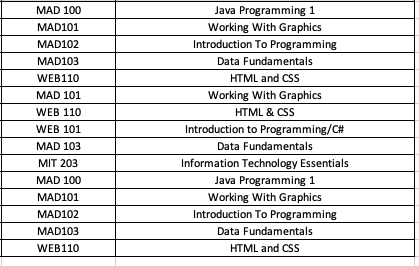 MAD 100 Java Programming 1
MAD101 Working With Graphics
MAD102 Introduction To Programming
MAD103 Data Fundamentals
WEB110 HTML and CSS
MAD 101 Working With Graphics
WEB 110 HTML & CSS
WEB 101 Introduction to Programming/C#
MAD 103 Data Fundamentals
MIT 203 Information Technology Essentials
MAD 100 Java Programming 1
MAD101 Working With Graphics
MAD102 Introduction To Programming
MAD103 Data Fundamentals
WEB110 HTML and CSS